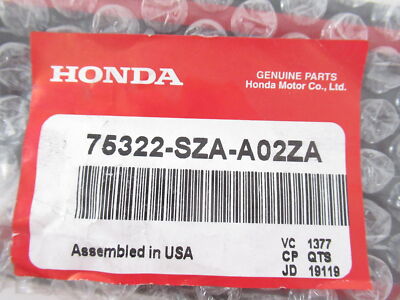 HONDA
GENUINE PARTS
Honda Motor Co., Ltd.
75322-SZA-A02ZA
Assembled in USA
VC 1377
CP QTS
JD 19119